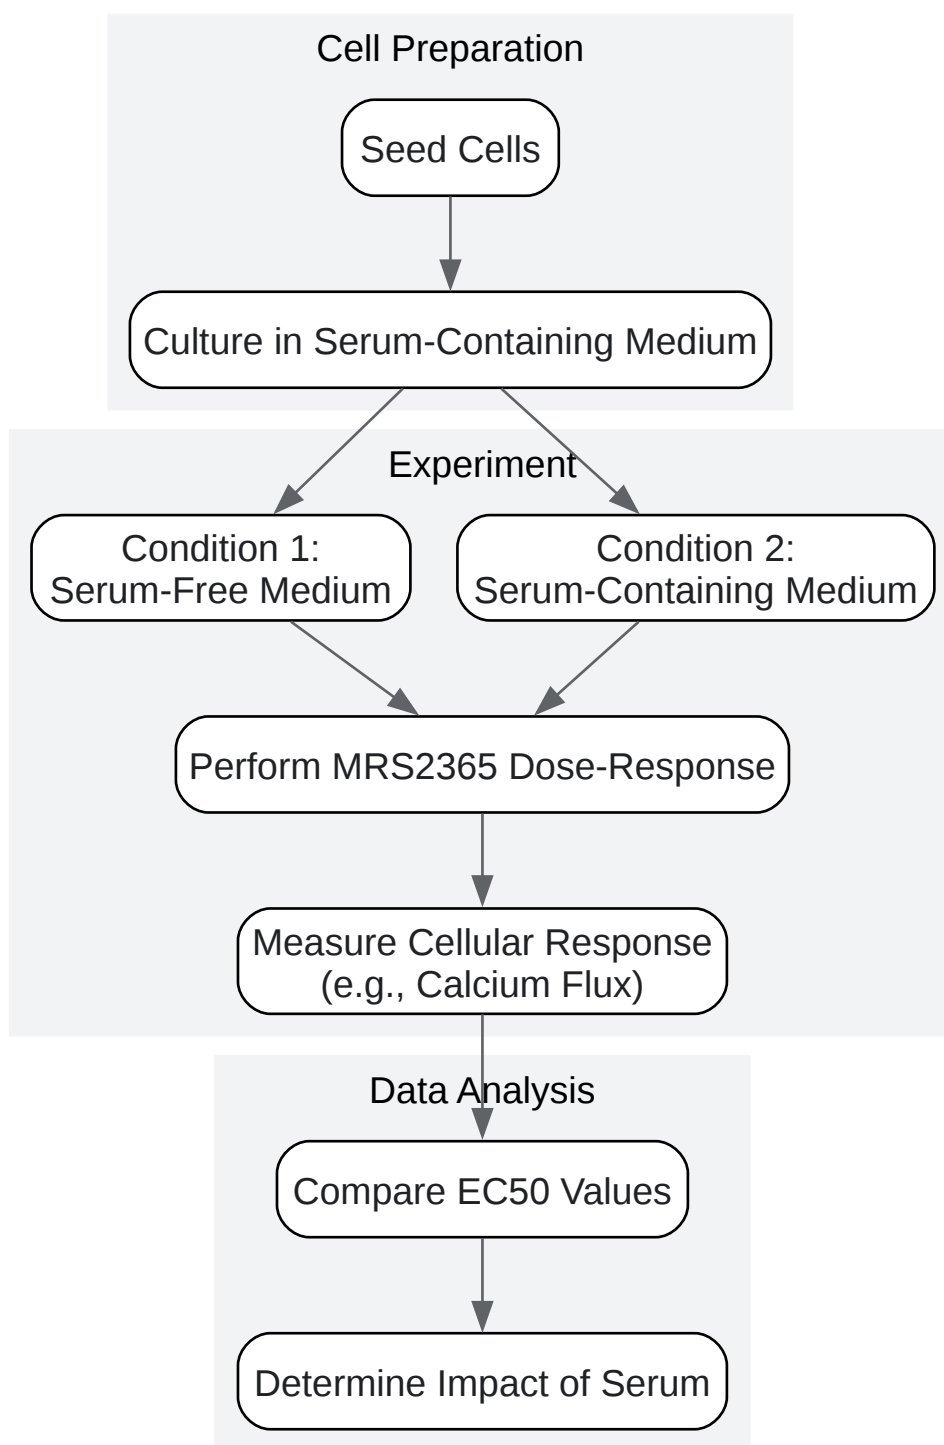 Cell Preparation
Seed Cells
Culture in Serum-Containing Medium
Experiment
Condition 1:
Serum-Free Medium
Condition 2:
Serum-Containing Medium
Perform MRS2365 Dose-Response
Measure Cellular Response
(e.g., Calcium Flux)
Data Analysis
Compare EC50 Values
Determine Impact of Serum